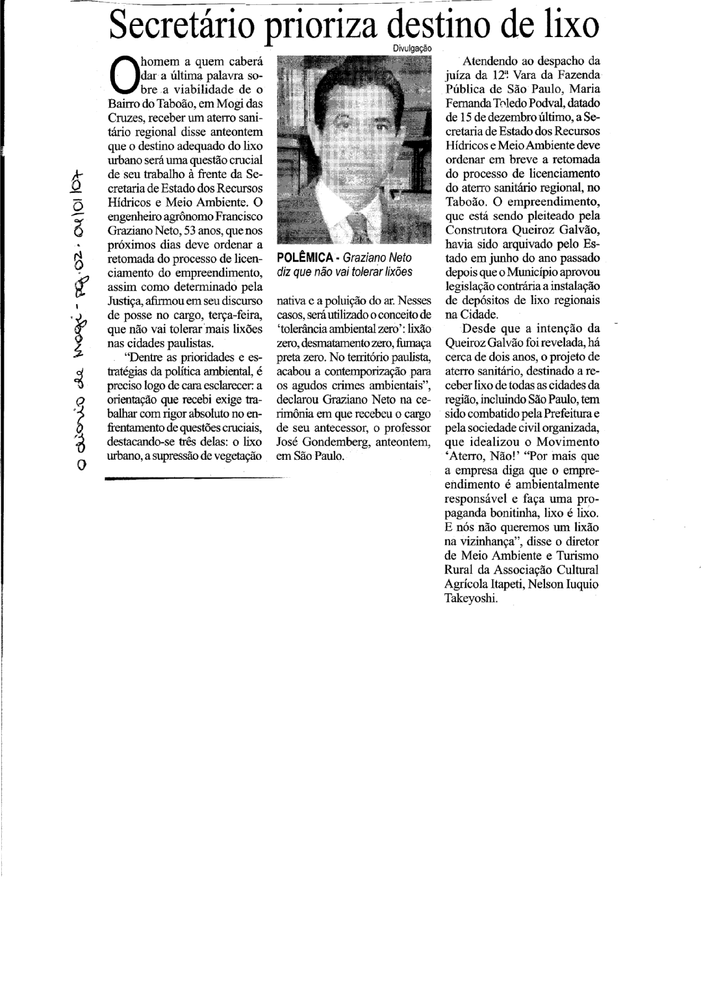 Secretário prioriza destino de lixo
O homem a quem caberá
dar a última palavra so-
bre a viabilidade de o
Bairro do Taboão, em Mogi das
Cruzes, receber um aterro sani-
tário regional disse anteontem
que o destino adequado do lixo
urbano será uma questão crucial
de seu trabalho à frente da Se-
cretaria de Estado dos Recursos
Hídricos e Meio Ambiente. O
engenheiro agrônomo Francisco
Graziano Neto, 53 anos, que nos
próximos dias deve ordenar a
retomada do processo de licen-
ciamento do empreendimento,
assim como determinado pela
Justiça, afirmou em seu discurso
de posse no cargo, terça-feira,
que não vai tolerar mais lixões
nas cidades paulistas.
“Dentre as prioridades e es-
tratégias da política ambiental, é
preciso logo de cara esclarecer: a
orientação que recebi exige tra-
balhar com rigor absoluto no en-
frentamento de questões cruciais,
destacando-se três delas: o lixo
urbano, a supressão de vegetação
Divulgação
POLÊMICA - Graziano Neto
diz que não vai tolerar lixões
nativa e a poluição do ar. Nesses
casos, será utilizado o conceito de
‘tolerância ambiental zero’: lixão
zero, desmatamento zero, fumaça
preta zero. No território paulista,
acabou a contemporização para
os agudos crimes ambientais”,
declarou Graziano Neto na ce-
rimônia em que recebeu o cargo
de seu antecessor, o professor
José Gondemberg, anteontem,
em São Paulo.
Atendendo ao despacho da
juíza da 12ª Vara da Fazenda
Pública de São Paulo, Maria
Fernanda Toledo Podval, datado
de 15 de dezembro último, a Se-
cretaria de Estado dos Recursos
Hídricos e Meio Ambiente deve
ordenar em breve a retomada
do processo de licenciamento
do aterro sanitário regional, no
Taboão. O empreendimento,
que está sendo pleiteado pela
Construtora Queiroz Galvão,
havia sido arquivado pelo Es-
tado em junho do ano passado
depois que o Município aprovou
legislação contrária a instalação
de depósitos de lixo regionais
na Cidade.
Desde que a intenção da
Queiroz Galvão foi revelada, há
cerca de dois anos, o projeto de
aterro sanitário, destinado a re-
ceber lixo de todas as cidades da
região, incluindo São Paulo, tem
sido combatido pela Prefeitura e
pela sociedade civil organizada,
que idealizou o Movimento
‘Aterro, Não!’ “Por mais que
a empresa diga que o empre-
endimento é ambientalmente
responsável e faça uma pro-
paganda bonitinha, lixo é lixo.
E nós não queremos um lixão
na vizinhança”, disse o diretor
de Meio Ambiente e Turismo
Rural da Associação Cultural
Agrícola Itapeti, Nelson Iuquio
Takeyoshi.
O diário de Mogi - pág. 02 . 04/01/07